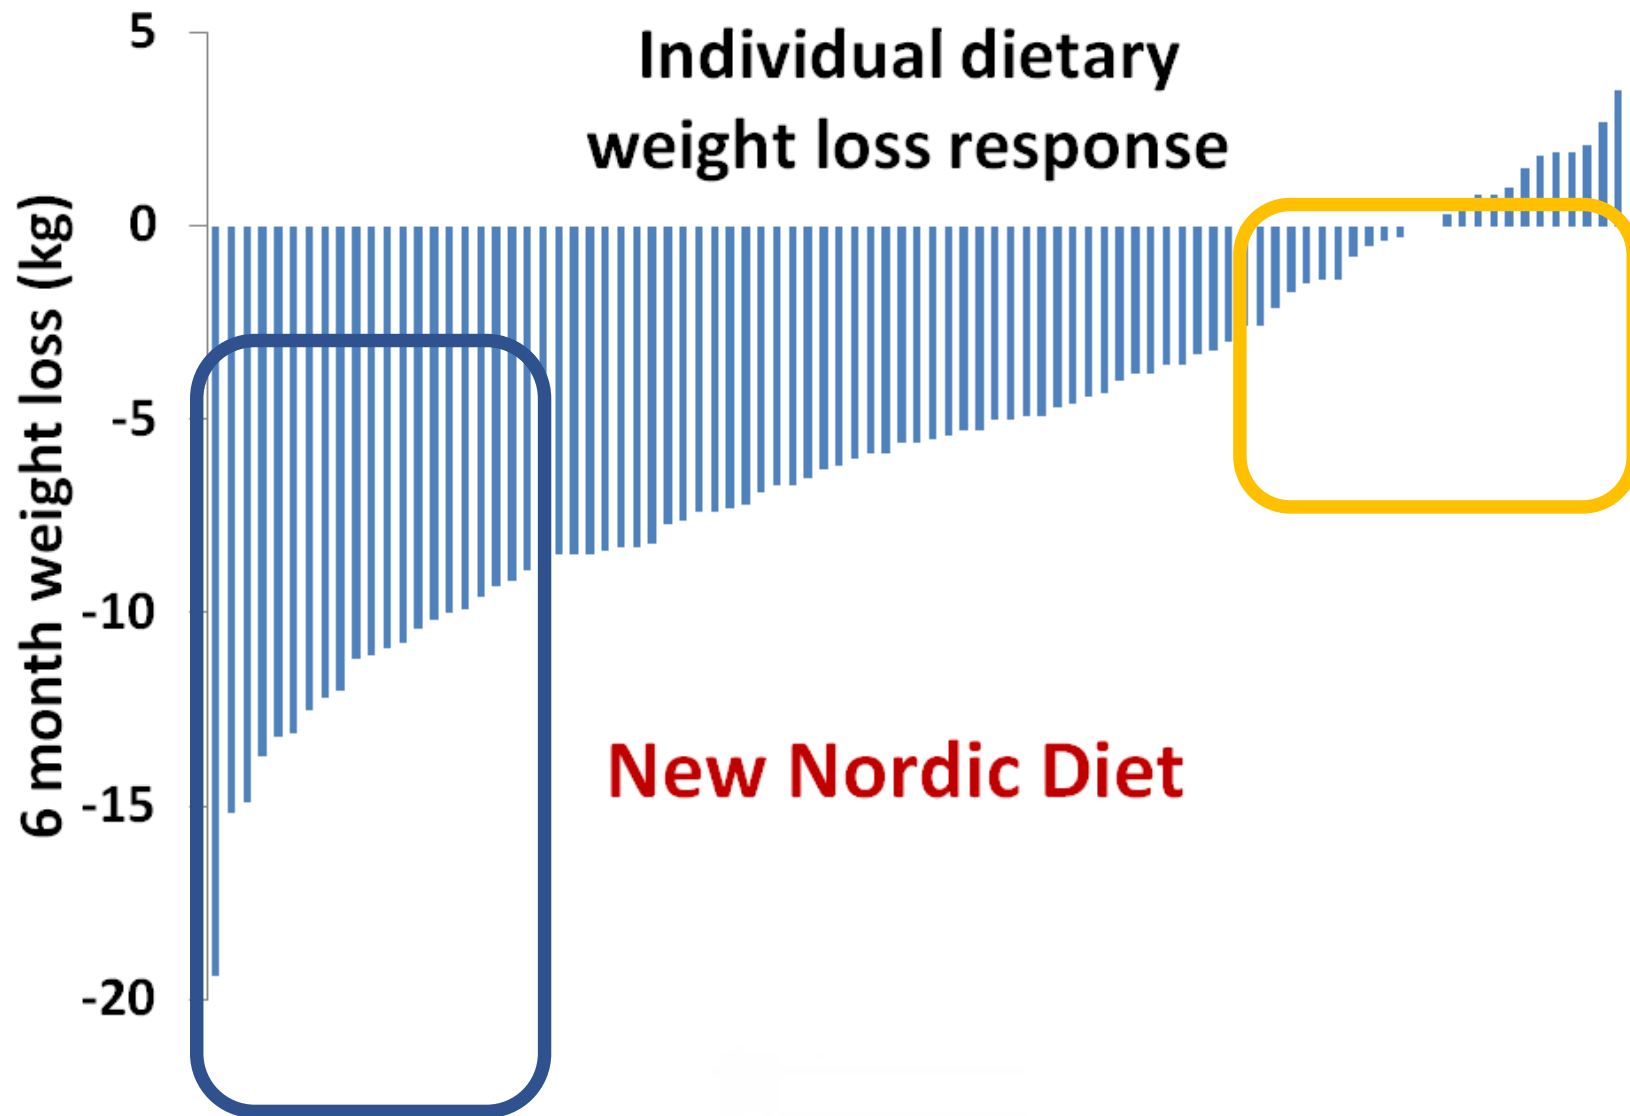 Individual dietary
weight loss response
6 month weight loss (kg)
5
0
-5
-10
-15
-20
New Nordic Diet